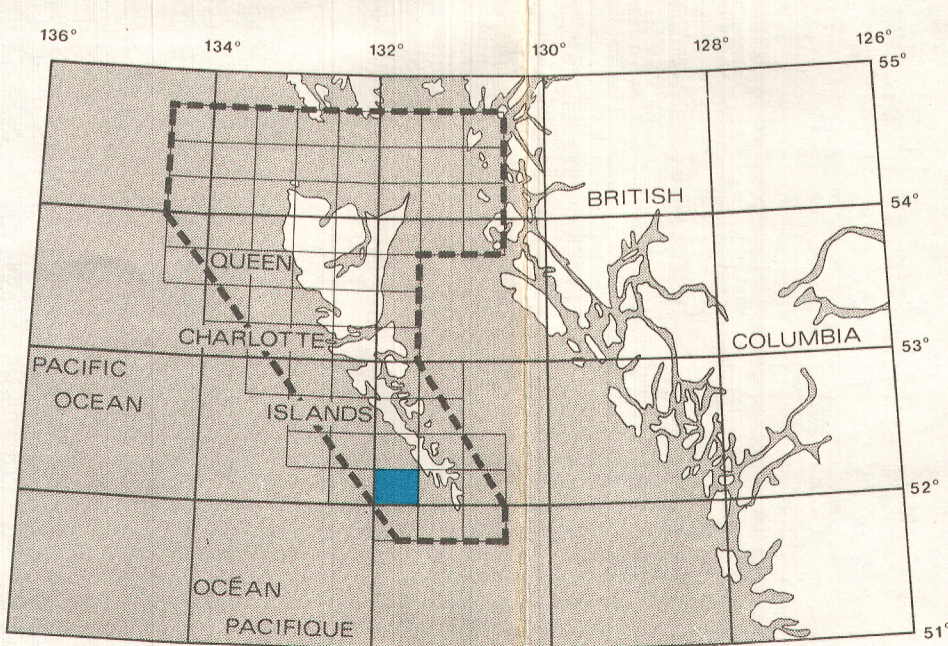 136° 134° 132° 130° 128° 126°
55°
BRITISH
54°
QUEEN
CHARLOTTE
COLUMBIA
53°
PACIFIC
OCEAN
ISLANDS
52°
OCÉAN
PACIFIQUE
51°